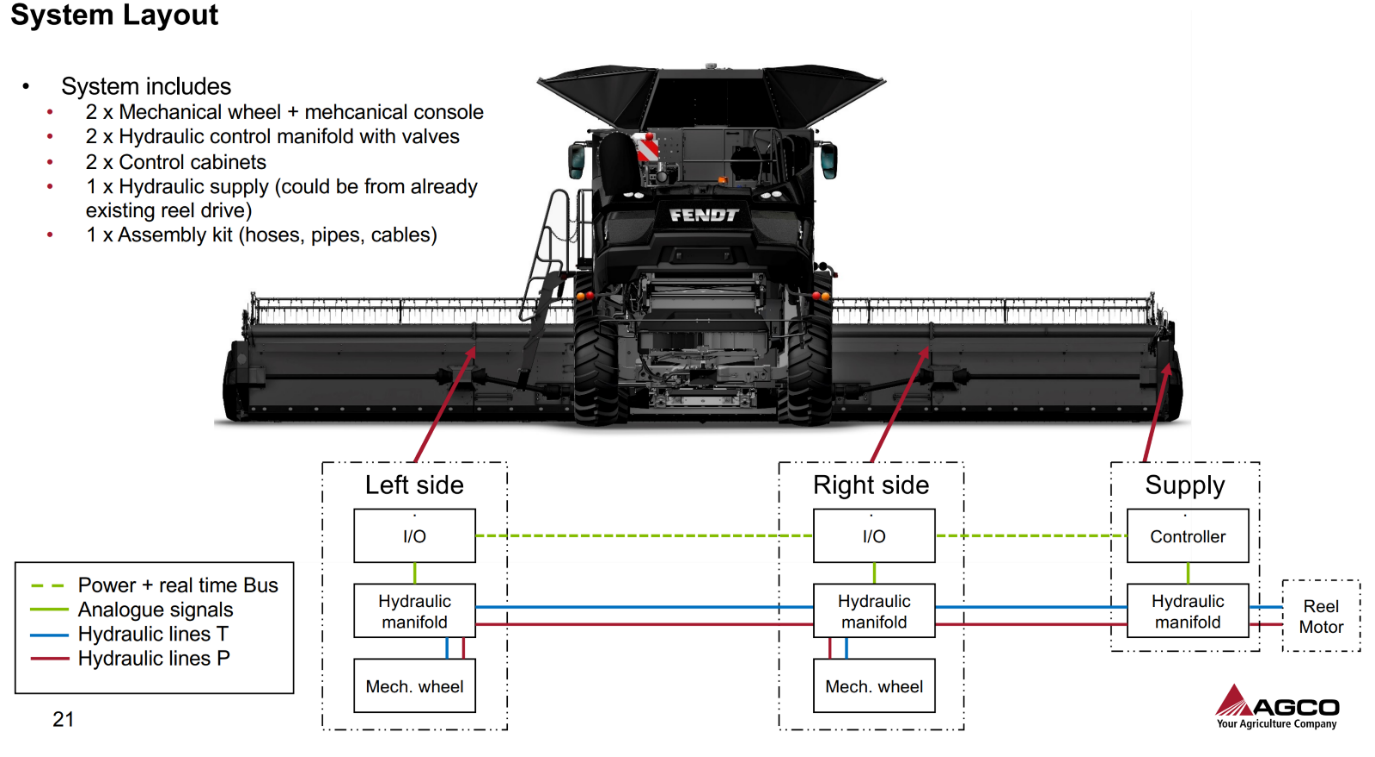 System Layout
• System includes
• 2 x Mechanical wheel + mehcanical console
• 2 x Hydraulic control manifold with valves
• 2 x Control cabinets
• 1 x Hydraulic supply (could be from already
existing reel drive)
• 1 x Assembly kit (hoses, pipes, cables)
FENDT
Left side
I/O
Hydraulic
manifold
Mech. wheel
Right side
I/O
Hydraulic
manifold
Mech. wheel
Supply
Controller
Hydraulic
manifold
Reel
Motor
Power + real time Bus
Analogue signals
Hydraulic lines T
Hydraulic lines P
21
AGCO
Your Agriculture Company